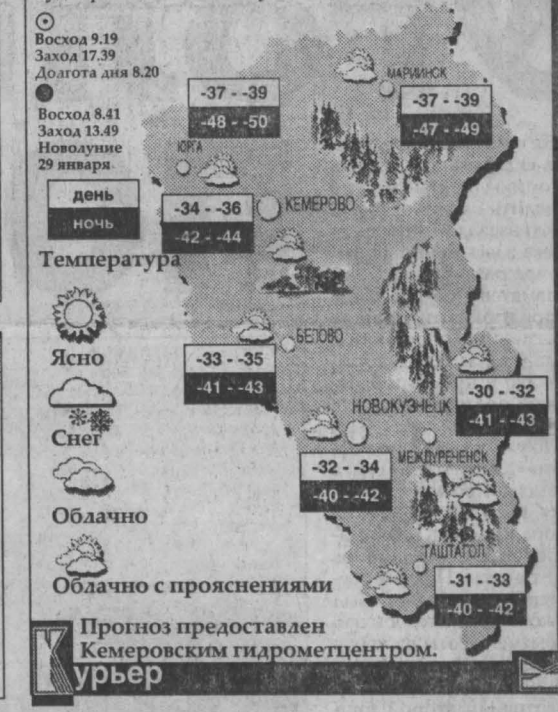 Восход 9.19
Заход 17.39
Долгота дня 8.20
Восход 8.41
Заход 13.49
Новолуние
29 января
день
ночь
Температура
Ясно
Снег
Облачно
Облачно с прояснениями
МАРИИНСК
-37 - -39
-47 - -49
-37 - -39
-48 - -50
ЮРГА
КЕМЕРОВО
-34 - -36
-42 - -44
БЕЛОВО
-33 - -35
-41 - -43
НОВОКУЗНЕЦК
-32 - -34
-40 - -42
МЕЖДУРЕЧЕНСК
-30 - -32
-41 - -43
ТАШТАГОЛ
-31 - -33
-40 - -42
Прогноз предоставлен
Кемеровским гидрометцентром.
Курьер